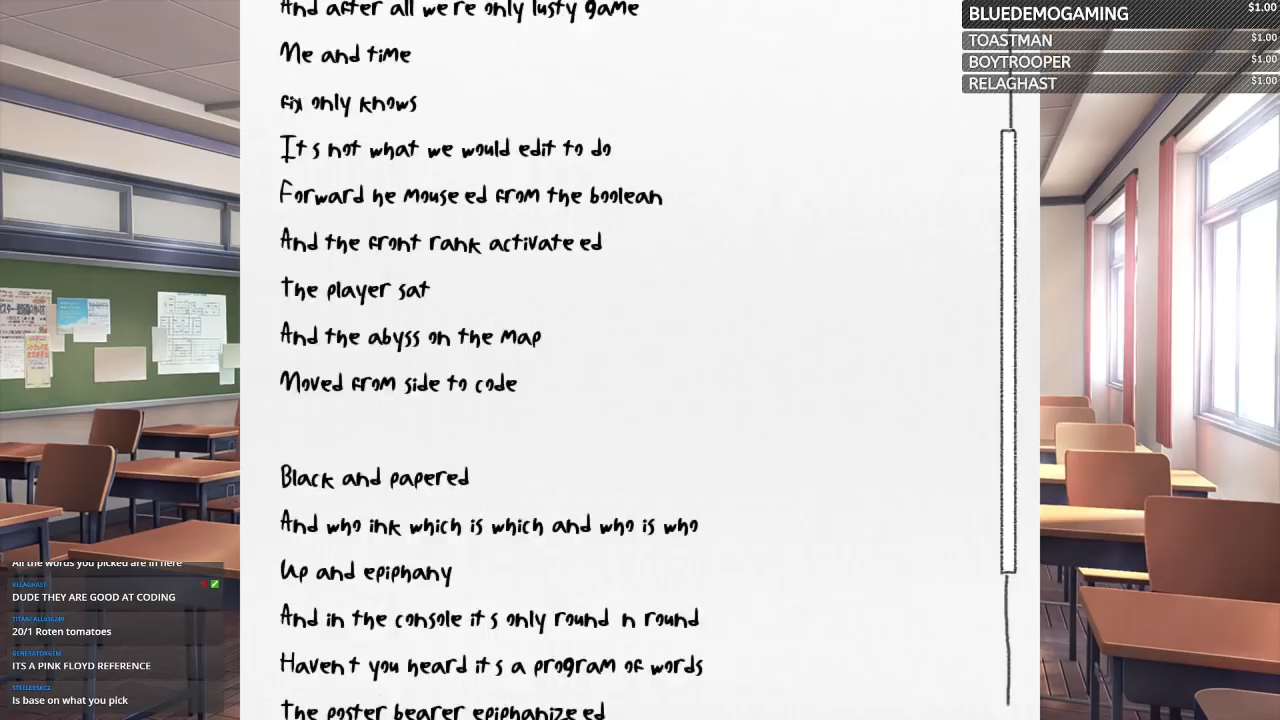 And after all we re only lusty game
Me and time
fix only knows
It s not what we would edit to do
Forward he mouse ed from the boolean
And the front rank activate ed
The player sat
And the abyss on the map
Moved from side to code
Black and papered
And who ink which is which and who is who
Up and epiphany
And in the console it s only round n round
Haven t you heard it s a program of words
The poster bearer epiphanize ed
BLUEDEMOGAMING $1.00
TOASTMAN $1.00
BOYTROOPER $1.00
RELAGHAST $1.00
All the words you picked are in here
RELAGHAST
DUDE THEY ARE GOOD AT CODING
20/1 Roten tomatoes
ITS A PINK FLOYD REFERENCE
STEELERSKC2
Is base on what you pick